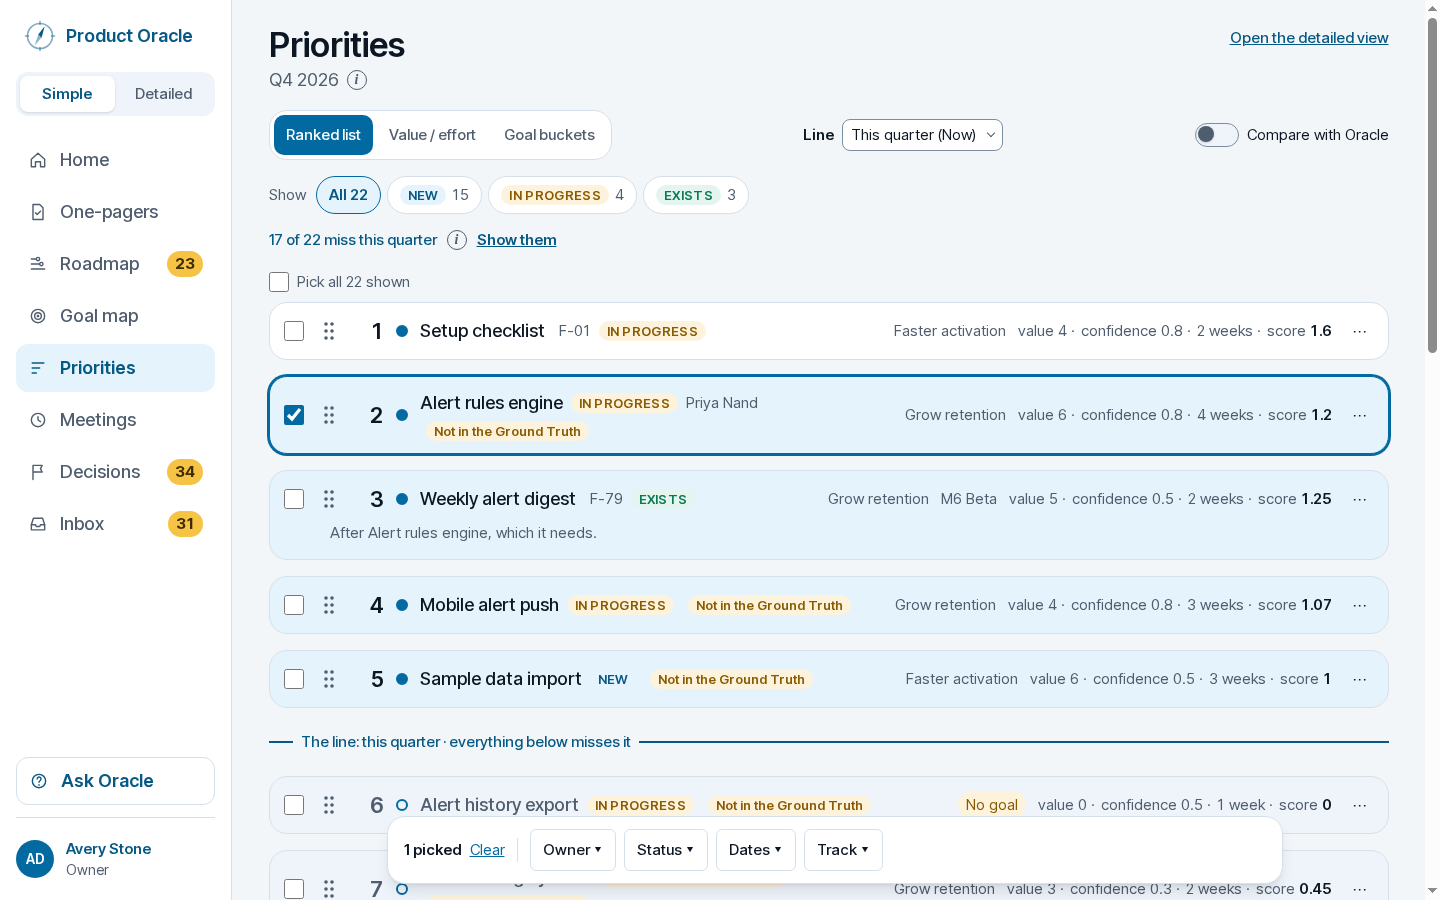 Product Oracle
Simple
Detailed
Home
One-pagers
Roadmap 23
Goal map
Priorities
Meetings
Decisions 34
Inbox 31
Ask Oracle
AD
Avery Stone
Owner
Priorities
Open the detailed view
Q4 2026 i
Ranked list
Value / effort
Goal buckets
Line This quarter (Now)
Compare with Oracle
Show All 22 NEW 15 IN PROGRESS 4 EXISTS 3
17 of 22 miss this quarter i Show them
Pick all 22 shown
1 Setup checklist F-01 IN PROGRESS Faster activation value 4 · confidence 0.8 · 2 weeks · score 1.6 ···
2 Alert rules engine IN PROGRESS Priya Nand Grow retention value 6 · confidence 0.8 · 4 weeks · score 1.2 ···
Not in the Ground Truth
3 Weekly alert digest F-79 EXISTS Grow retention M6 Beta value 5 · confidence 0.5 · 2 weeks · score 1.25 ···
After Alert rules engine, which it needs.
4 Mobile alert push IN PROGRESS Not in the Ground Truth Grow retention value 4 · confidence 0.8 · 3 weeks · score 1.07 ···
5 Sample data import NEW Not in the Ground Truth Faster activation value 6 · confidence 0.5 · 3 weeks · score 1 ···
The line: this quarter · everything below misses it
6 Alert history export IN PROGRESS Not in the Ground Truth No goal value 0 · confidence 0.5 · 1 week · score 0 ···
1 picked Clear Owner Status Dates Track
7 Grow retention value 3 · confidence 0.3 · 2 weeks · score 0.45 ···